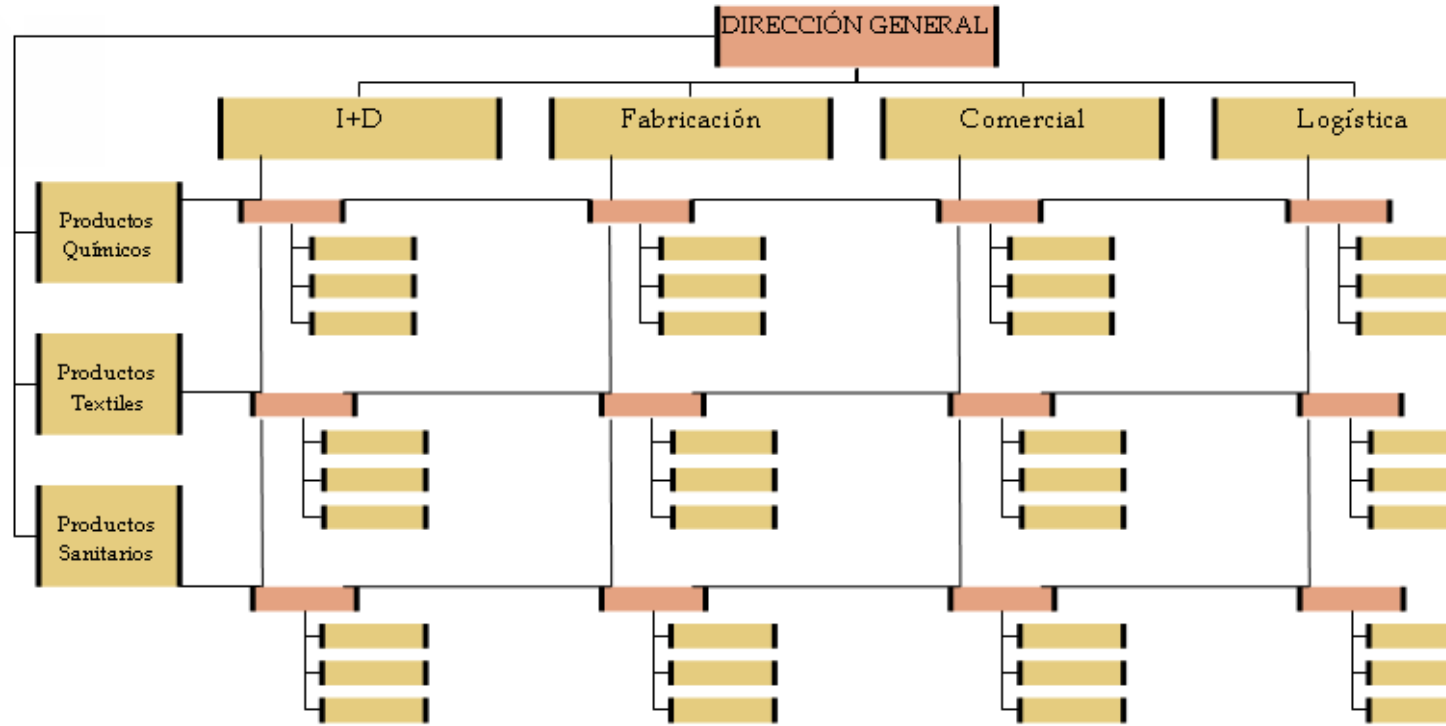 DIRECCIÓN GENERAL
I+D
Fabricación
Comercial
Logística
Productos
Químicos
Productos
Textiles
Productos
Sanitarios